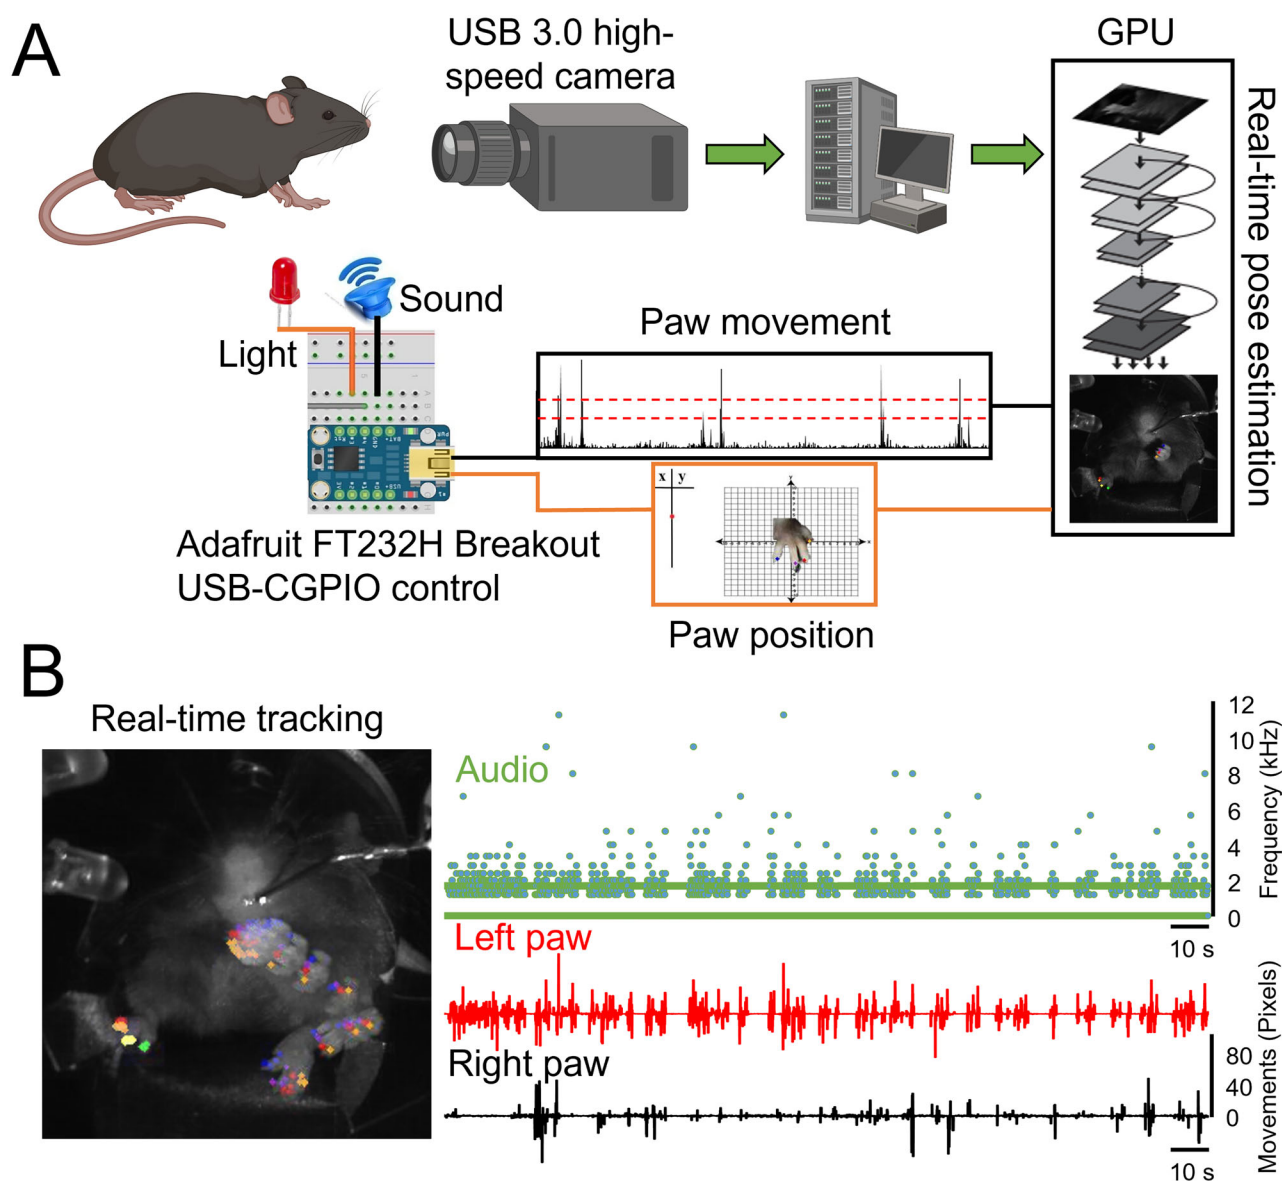 A
USB 3.0 high-
speed camera
GPU
Real-time pose estimation
Sound
Light
Paw movement
x y
Adafruit FT232H Breakout
USB-CGPIO control
Paw position
B
Real-time tracking
Audio
12
10
8
6
4
2
0
Frequency (kHz)
10 s
Left paw
Right paw
80
40
0
Movements (Pixels)
10 s